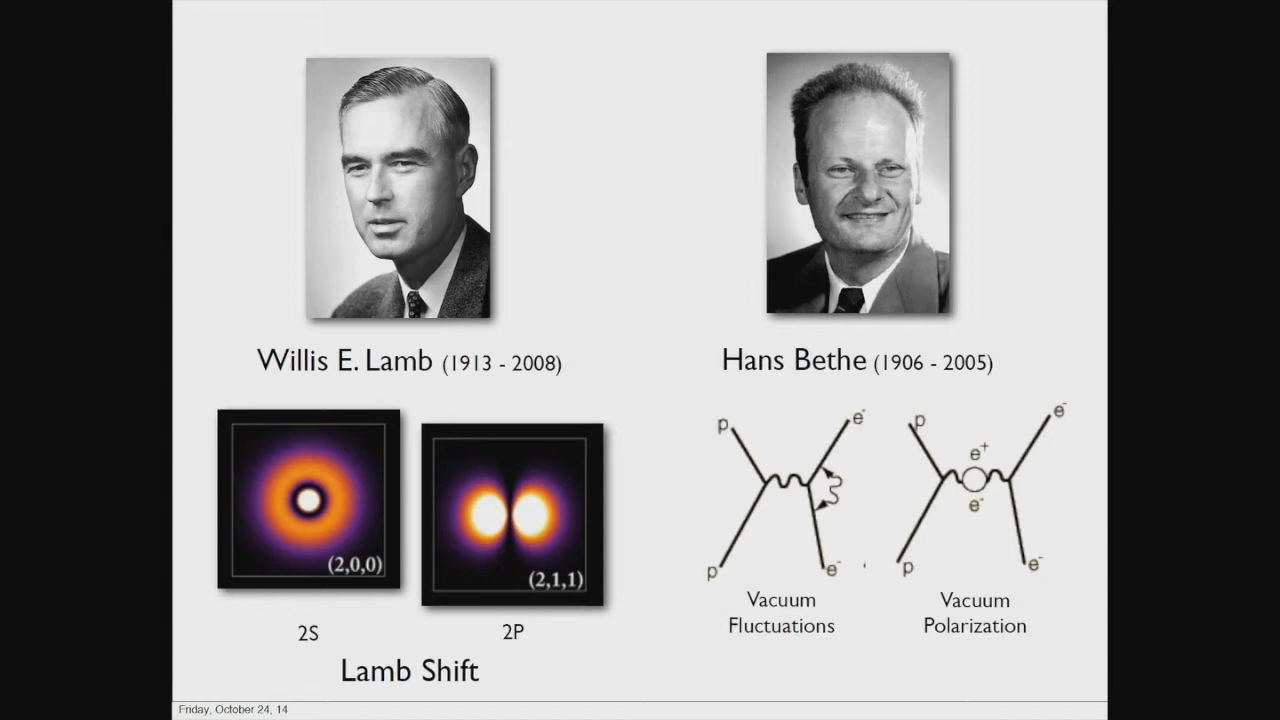 Willis E. Lamb (1913 - 2008)
Hans Bethe (1906 - 2005)
(2,0,0)
(2,1,1)
2S
2P
Lamb Shift
p
e-
p
e-
Vacuum
Fluctuations
p
e-
e+
e-
p
e-
Vacuum
Polarization
Friday, October 24, 14